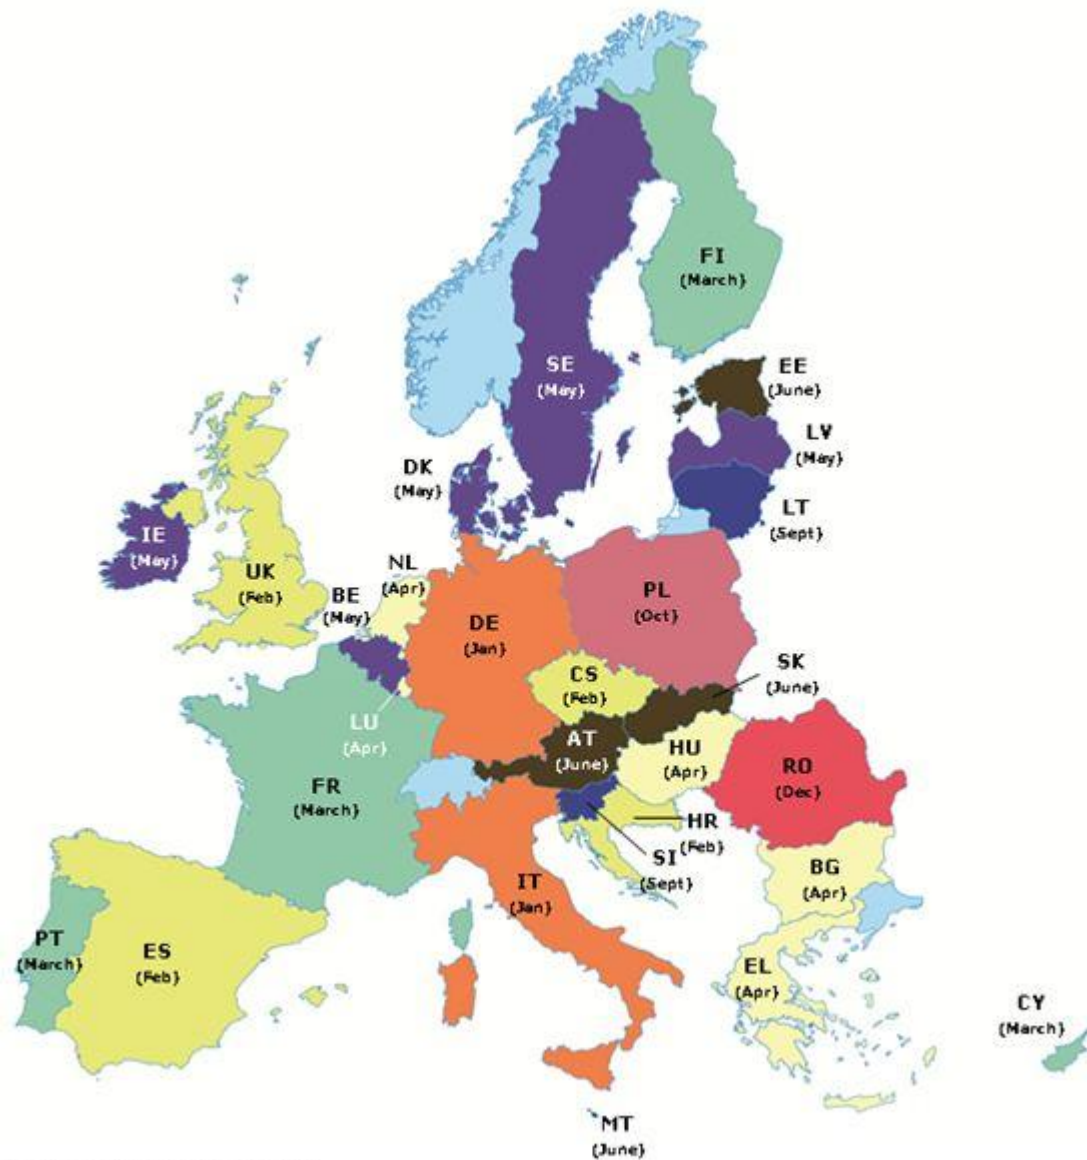 FI
(March}
SE
(May}
EE
(June}
LV
(May}
DK
(May}
LT
(Sept}
IE
(May}
UK
(Feb}
NL
(Apr}
BE
(May}
DE
(Jan}
PL
(Oct}
CS
(Feb}
SK
(June}
LU
(Apr}
AT
(June}
HU
(Apr}
RO
(Dec}
FR
(March}
HR
(Feb}
SI
(Sept}
BG
(Apr}
IT
(Jan}
PT
(March}
ES
(Feb}
EL
(Apr}
CY
(March}
MT
(June}